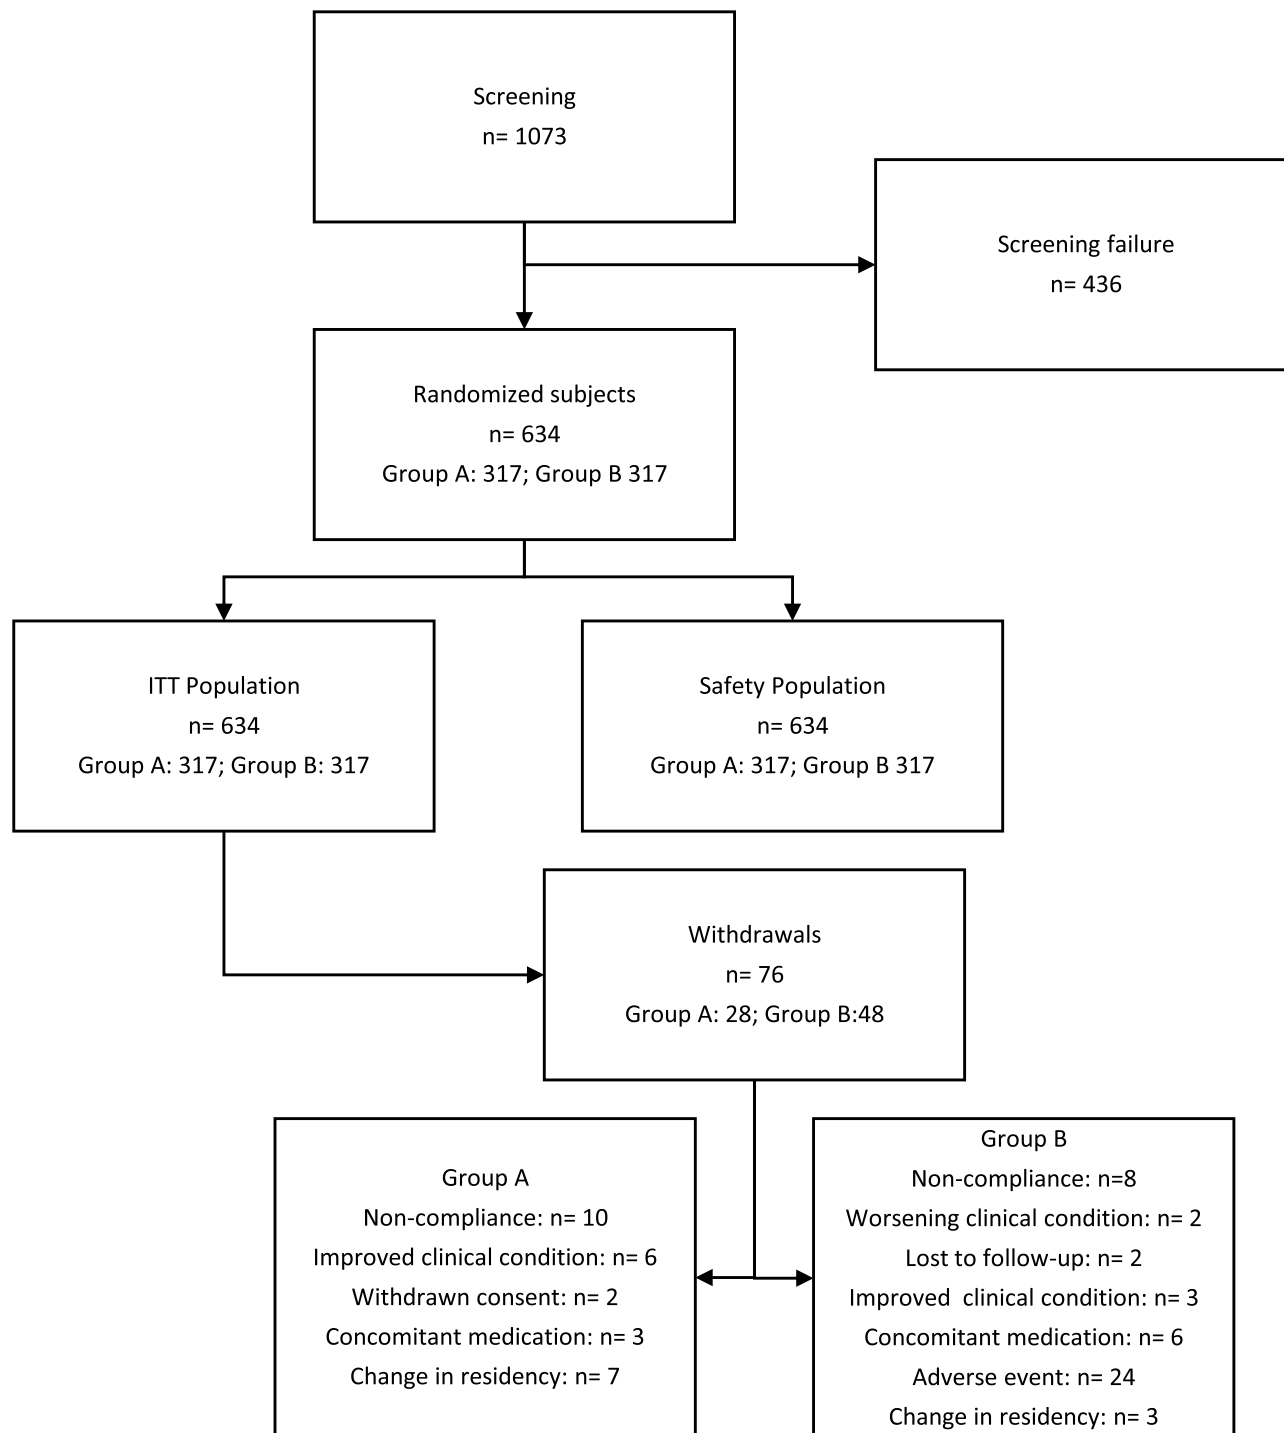 Screening
n= 1073
Screening failure
n= 436
Randomized subjects
n= 634
Group A: 317; Group B 317
ITT Population
n= 634
Group A: 317; Group B: 317
Safety Population
n= 634
Group A: 317; Group B 317
Withdrawals
n= 76
Group A: 28; Group B:48
Group A
Non-compliance: n= 10
Improved clinical condition: n= 6
Withdrawn consent: n= 2
Concomitant medication: n= 3
Change in residency: n= 7
Group B
Non-compliance: n=8
Worsening clinical condition: n= 2
Lost to follow-up: n= 2
Improved  clinical condition: n= 3
Concomitant medication: n= 6
Adverse event: n= 24
Change in residency: n= 3